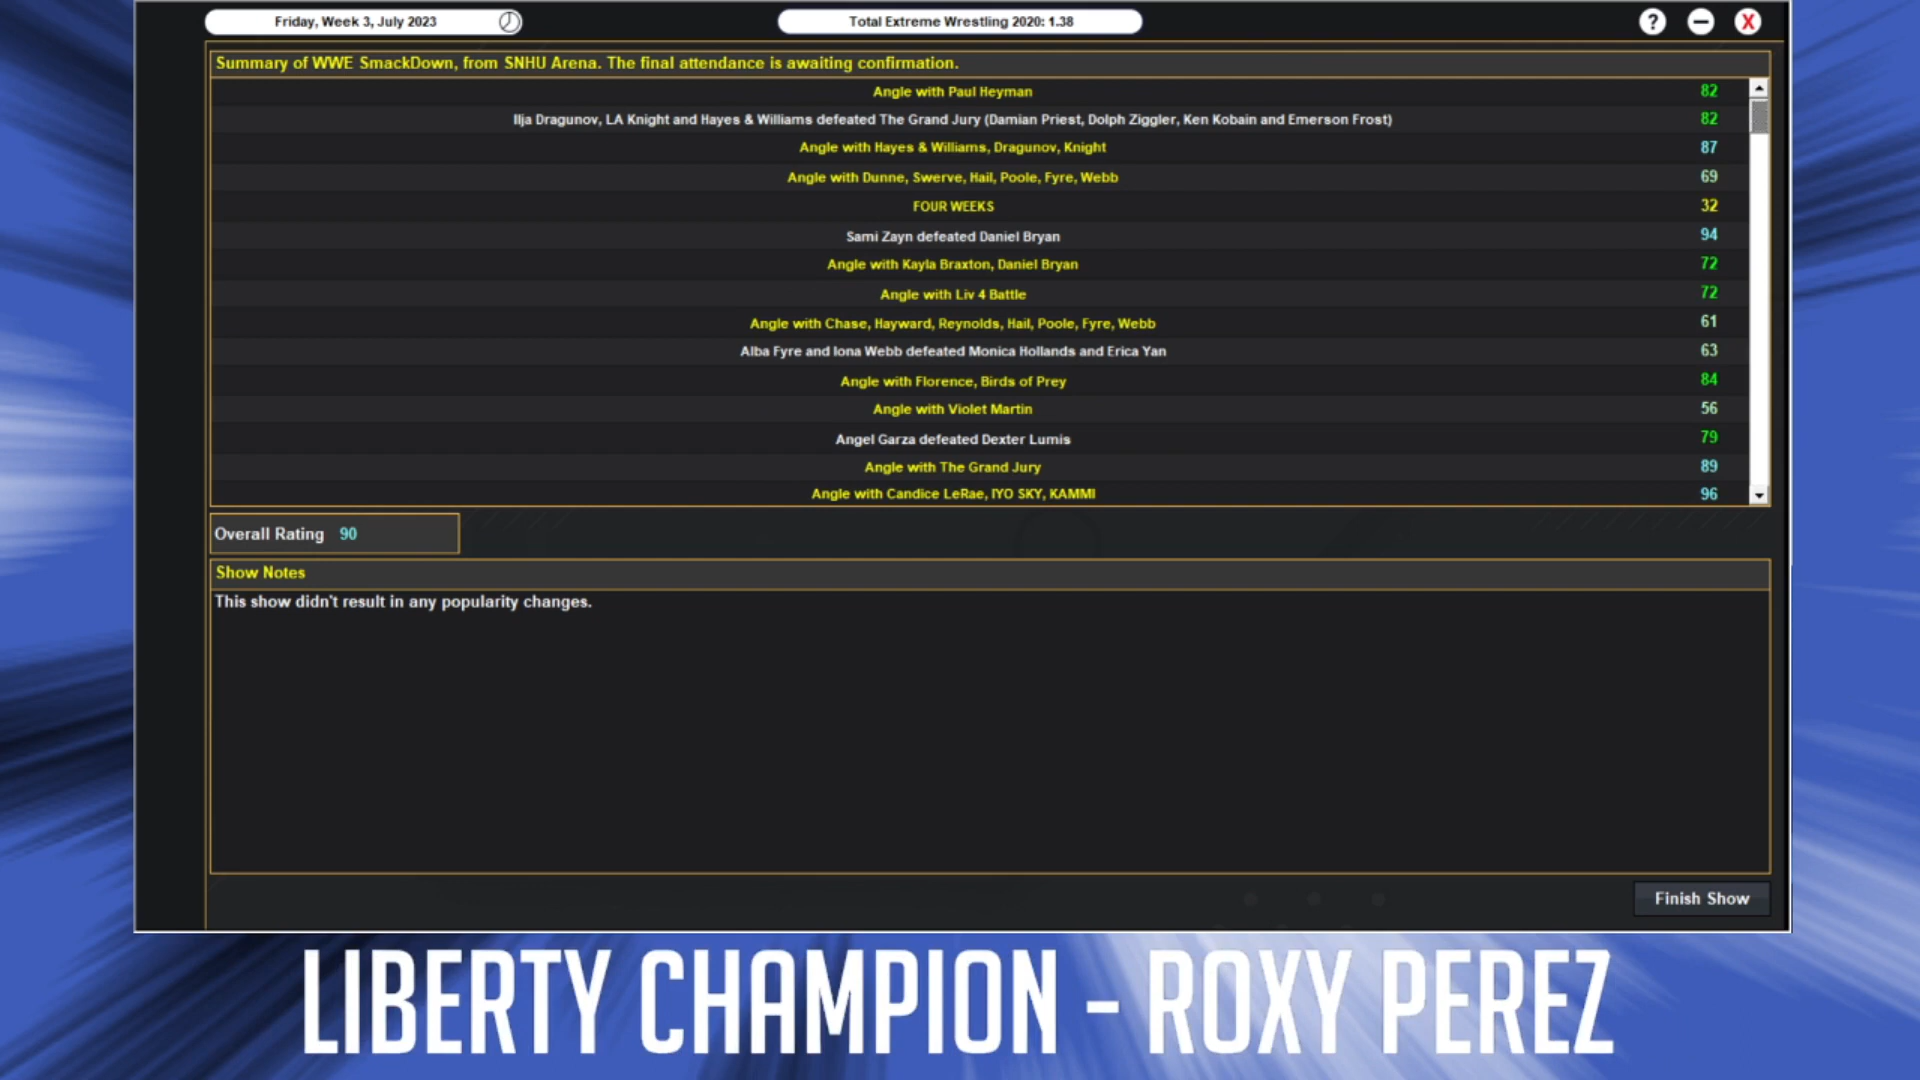 Friday, Week 3, July 2023
Total Extreme Wrestling 2020: 1.38
?
X
Summary of WWE SmackDown, from SNHU Arena. The final attendance is awaiting confirmation.
Angle with Paul Heyman 82
Ilja Dragunov, LA Knight and Hayes & Williams defeated The Grand Jury (Damian Priest, Dolph Ziggler, Ken Kobain and Emerson Frost) 82
Angle with Hayes & Williams, Dragunov, Knight 87
Angle with Dunne, Swerve, Hail, Poole, Fyre, Webb 69
FOUR WEEKS 32
Sami Zayn defeated Daniel Bryan 94
Angle with Kayla Braxton, Daniel Bryan 72
Angle with Liv 4 Battle 72
Angle with Chase, Hayward, Reynolds, Hail, Poole, Fyre, Webb 61
Alba Fyre and Iona Webb defeated Monica Hollands and Erica Yan 63
Angle with Florence, Birds of Prey 84
Angle with Violet Martin 56
Angel Garza defeated Dexter Lumis 79
Angle with The Grand Jury 89
Angle with Candice LeRae, IYO SKY, KAMMI 96
Overall Rating 90
Show Notes
This show didn't result in any popularity changes.
Finish Show
LIBERTY CHAMPION - ROXY PEREZ